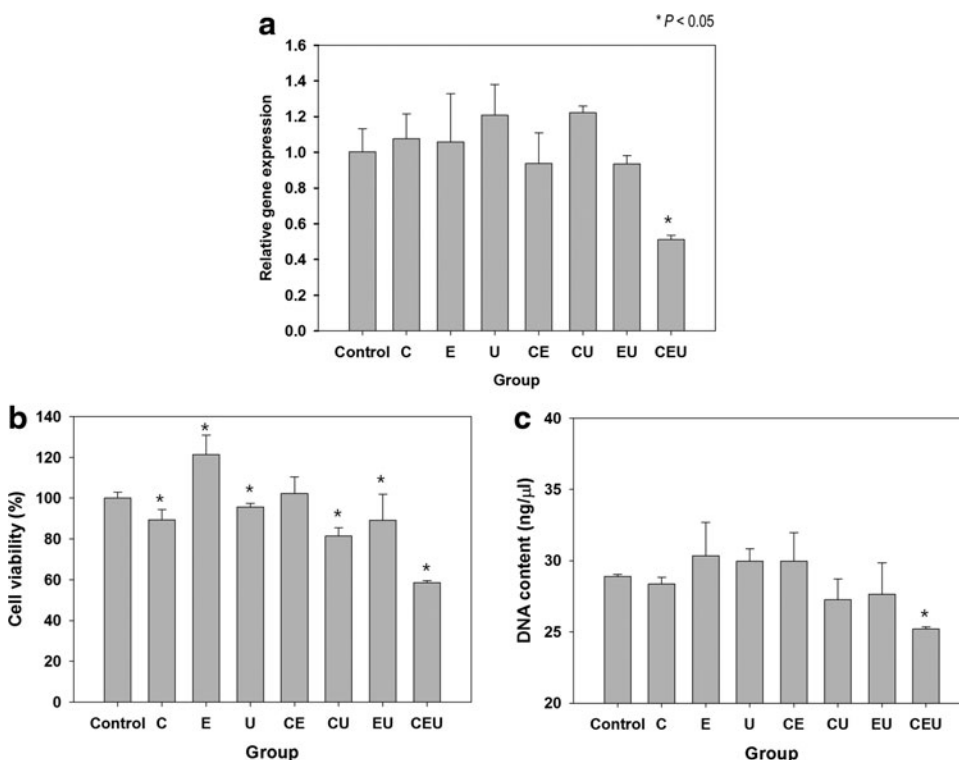 a
* P < 0.05
1.6
1.4
1.2
1.0
0.8
0.6
0.4
0.2
0.0
Relative gene expression
*
Control C E U CE CU EU CEU
Group
b
140
120
100
80
60
40
20
0
Cell viability (%)
* * * * * *
Control C E U CE CU EU CEU
Group
c
40
35
30
25
20
DNA content (ng/µl)
*
Control C E U CE CU EU CEU
Group